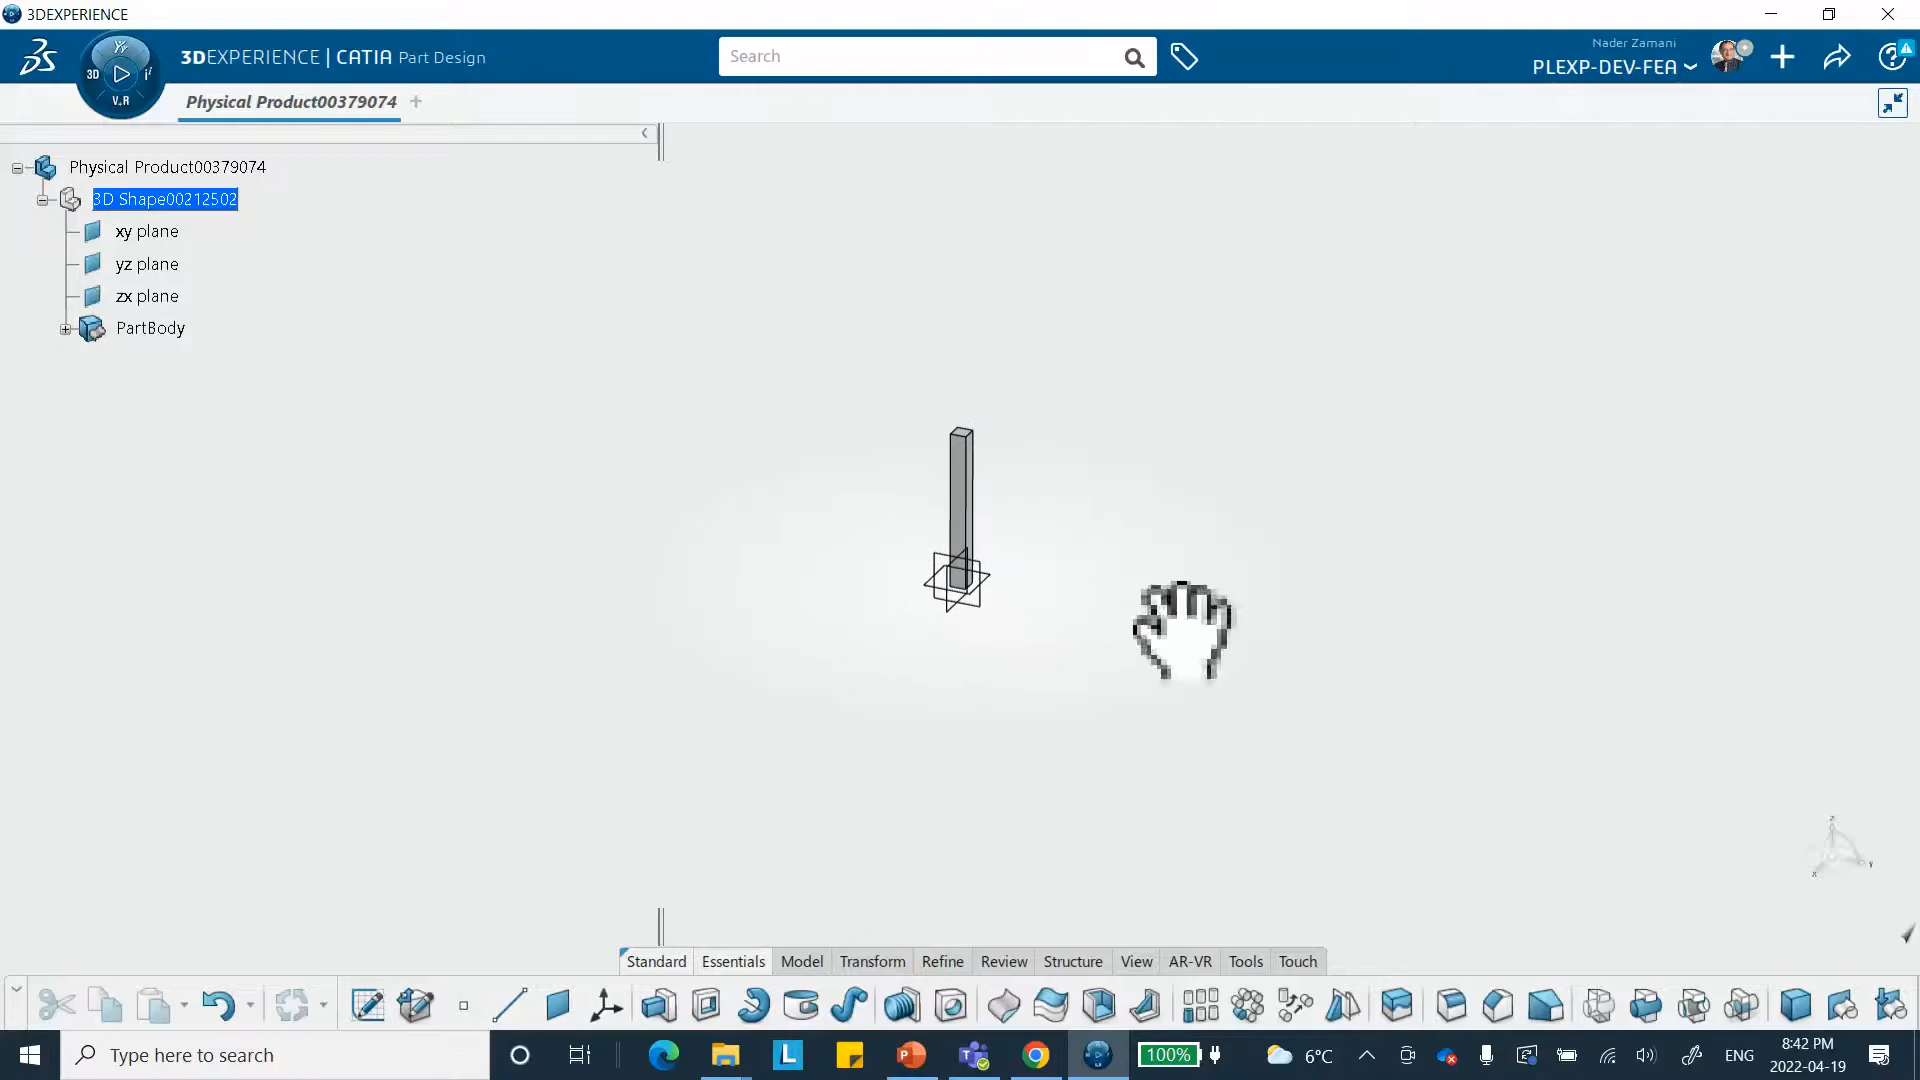 3DEXPERIENCE
3DEXPERIENCE | CATIA Part Design
Search
Nader Zamani
PLEXP-DEV-FEA
3D
V.R
Physical Product00379074
Physical Product00379074
3D Shape00212502
xy plane
yz plane
zx plane
PartBody
z
y
x
Standard Essentials Model Transform Refine Review Structure View AR-VR Tools Touch
Type here to search
L
100%
6°C
ENG
8:42 PM
2022-04-19